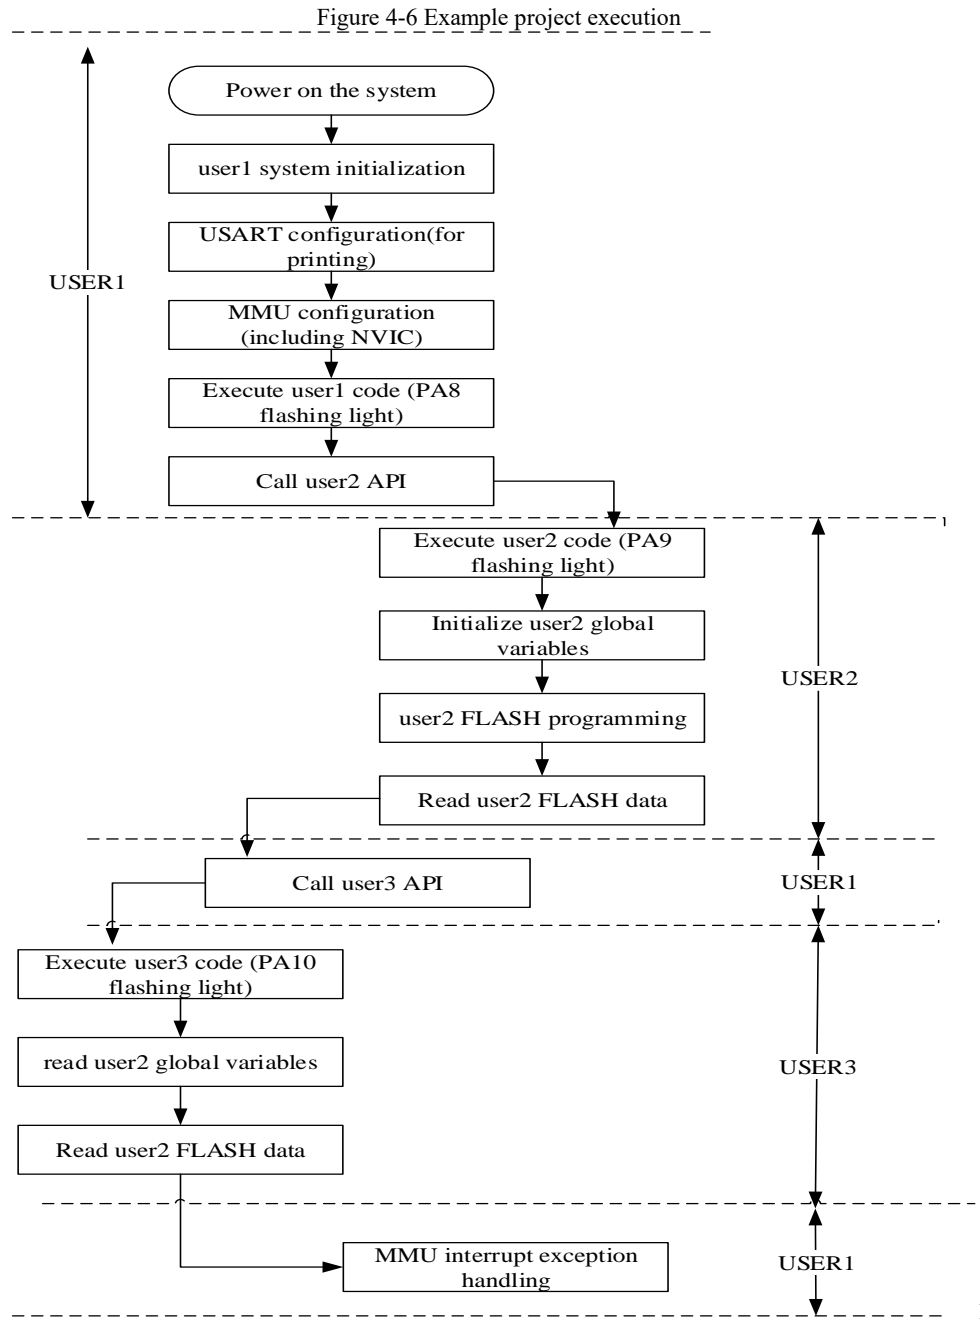 Figure 4-6 Example project execution
Power on the system
user1 system initialization
USART configuration(for
printing)
USER1
MMU configuration
(including NVIC)
Execute user1 code (PA8
flashing light)
Call user2 API
Execute user2 code (PA9
flashing light)
Initialize user2 global
variables
USER2
user2 FLASH programming
Read user2 FLASH data
Call user3 API
USER1
Execute user3 code (PA10
flashing light)
read user2 global variables
USER3
Read user2 FLASH data
MMU interrupt exception
handling
USER1